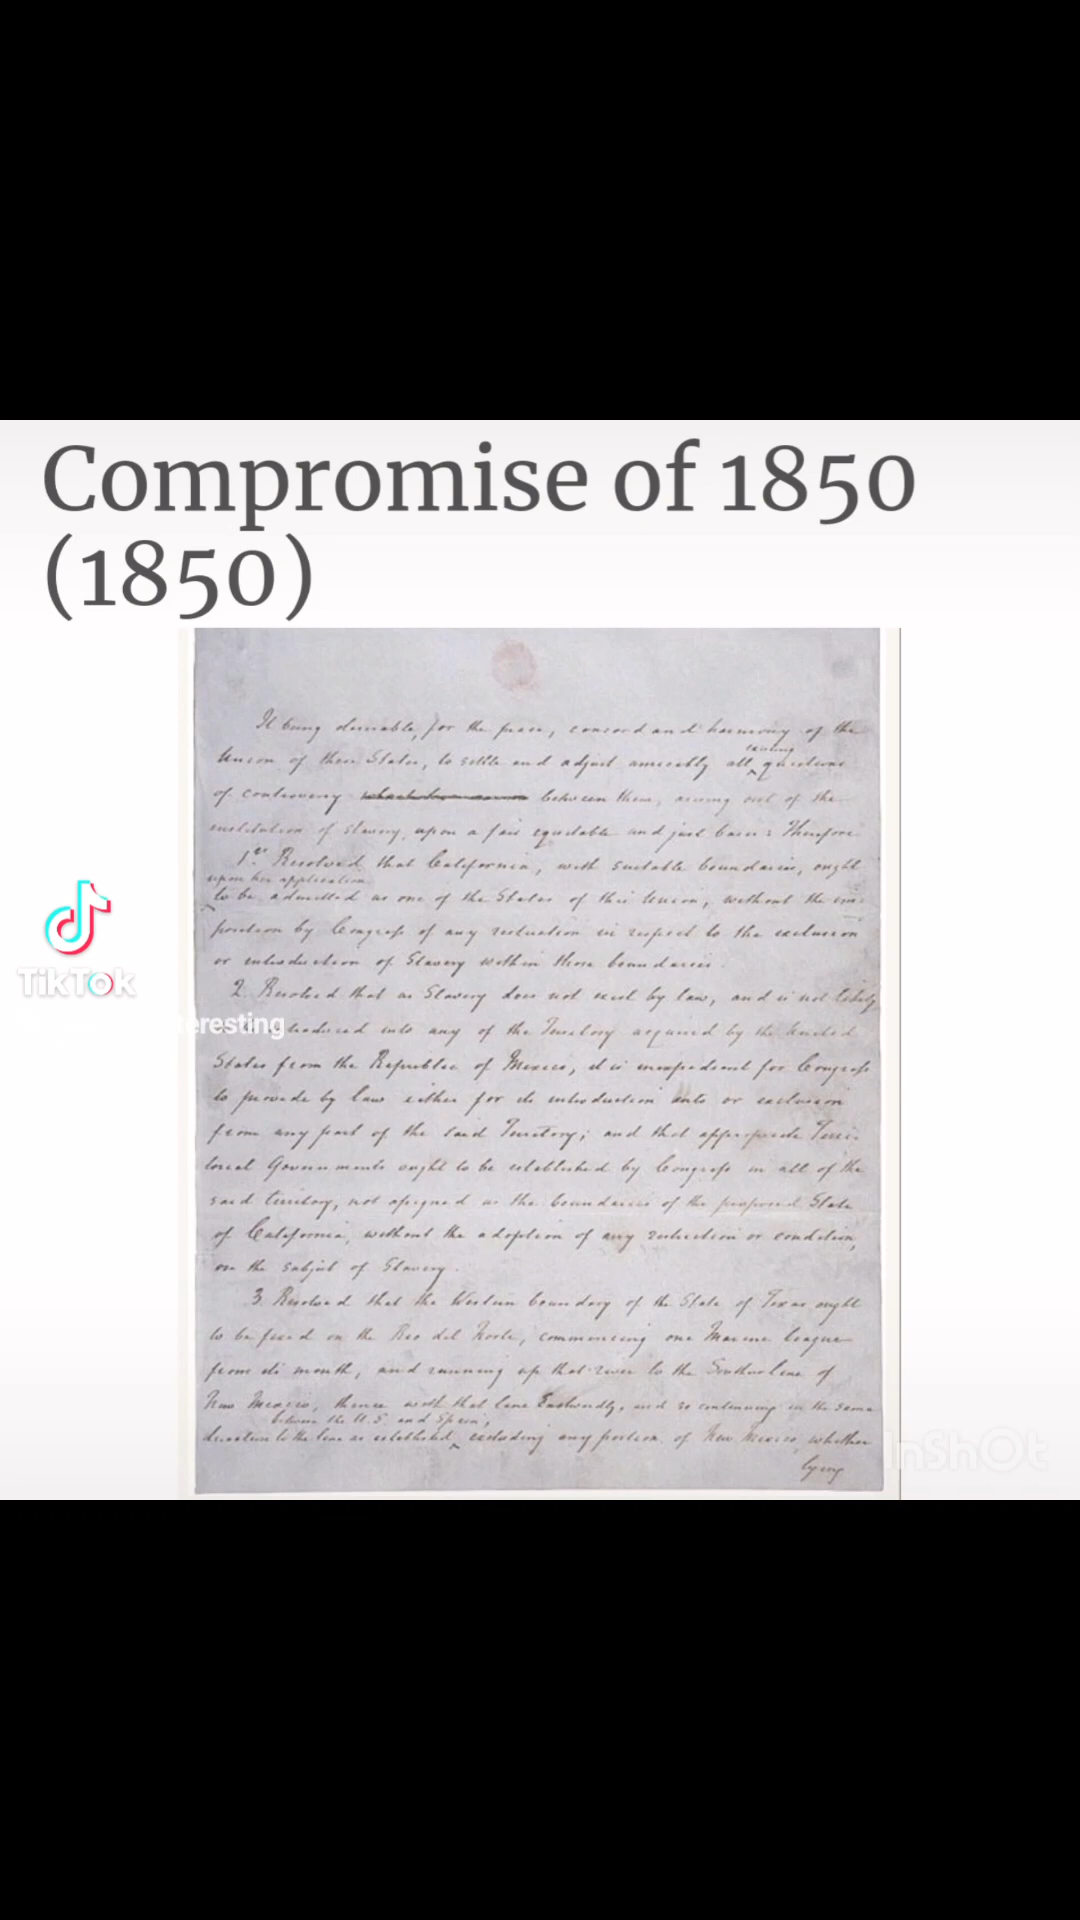 Compromise of 1850
(1850)
It being desirable, for the peace, concord and harmony of the
Union of these States, to settle and adjust amicably all existing questions
of controversy between them, arising out of the
institution of slavery, upon a fair equitable and just basis: Therefore
1st Resolved that California, with suitable boundaries, ought
upon her application
to be admitted as one of the States of this Union, without the im-
position by Congress of any restriction in respect to the exclusion
or introduction of Slavery within those boundaries.
2. Resolved that as Slavery does not exist by law, and is not likely
introduced into any of the Territory acquired by the United
States from the Republic of Mexico, it is inexpedient for Congress
to provide by law either for its introduction into or exclusion
from any part of the said Territory; and that appropriate Terri-
torial Governments ought to be established by Congress in all of the
said territory, not assigned as the boundaries of the proposed State
of California, without the adoption of any restriction or condition
on the subject of Slavery.
3. Resolved that the Western boundary of the State of Texas ought
to be fixed on the Rio del Norte, commencing one marine league
from its mouth, and running up that river to the Southern line of
New Mexico, thence with that line Eastwardly, and so continuing in the same
between the U.S. and Spain,
direction to the line as established, excluding any portion of New Mexico, whether
lying
TikTok
eresting
InShOt